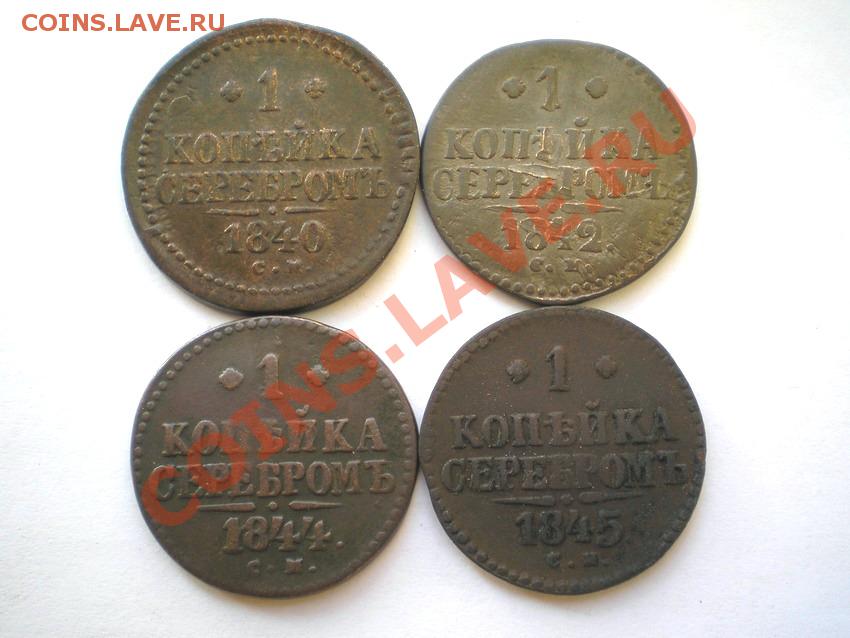 COINS.LAVE.RU
1
КОПѢЙКА
СЕРЕБРОМЪ
1840
С. М.
1
КОПѢЙКА
СЕРЕБРОМЪ
1842.
С. М.
1
КОПѢЙКА
СЕРЕБРОМЪ
1844.
С. М.
1
КОПѢЙКА
СЕРЕБРОМЪ
1845.
С. М.
COINS.LAVE.RU
COINS.LAVE.RU